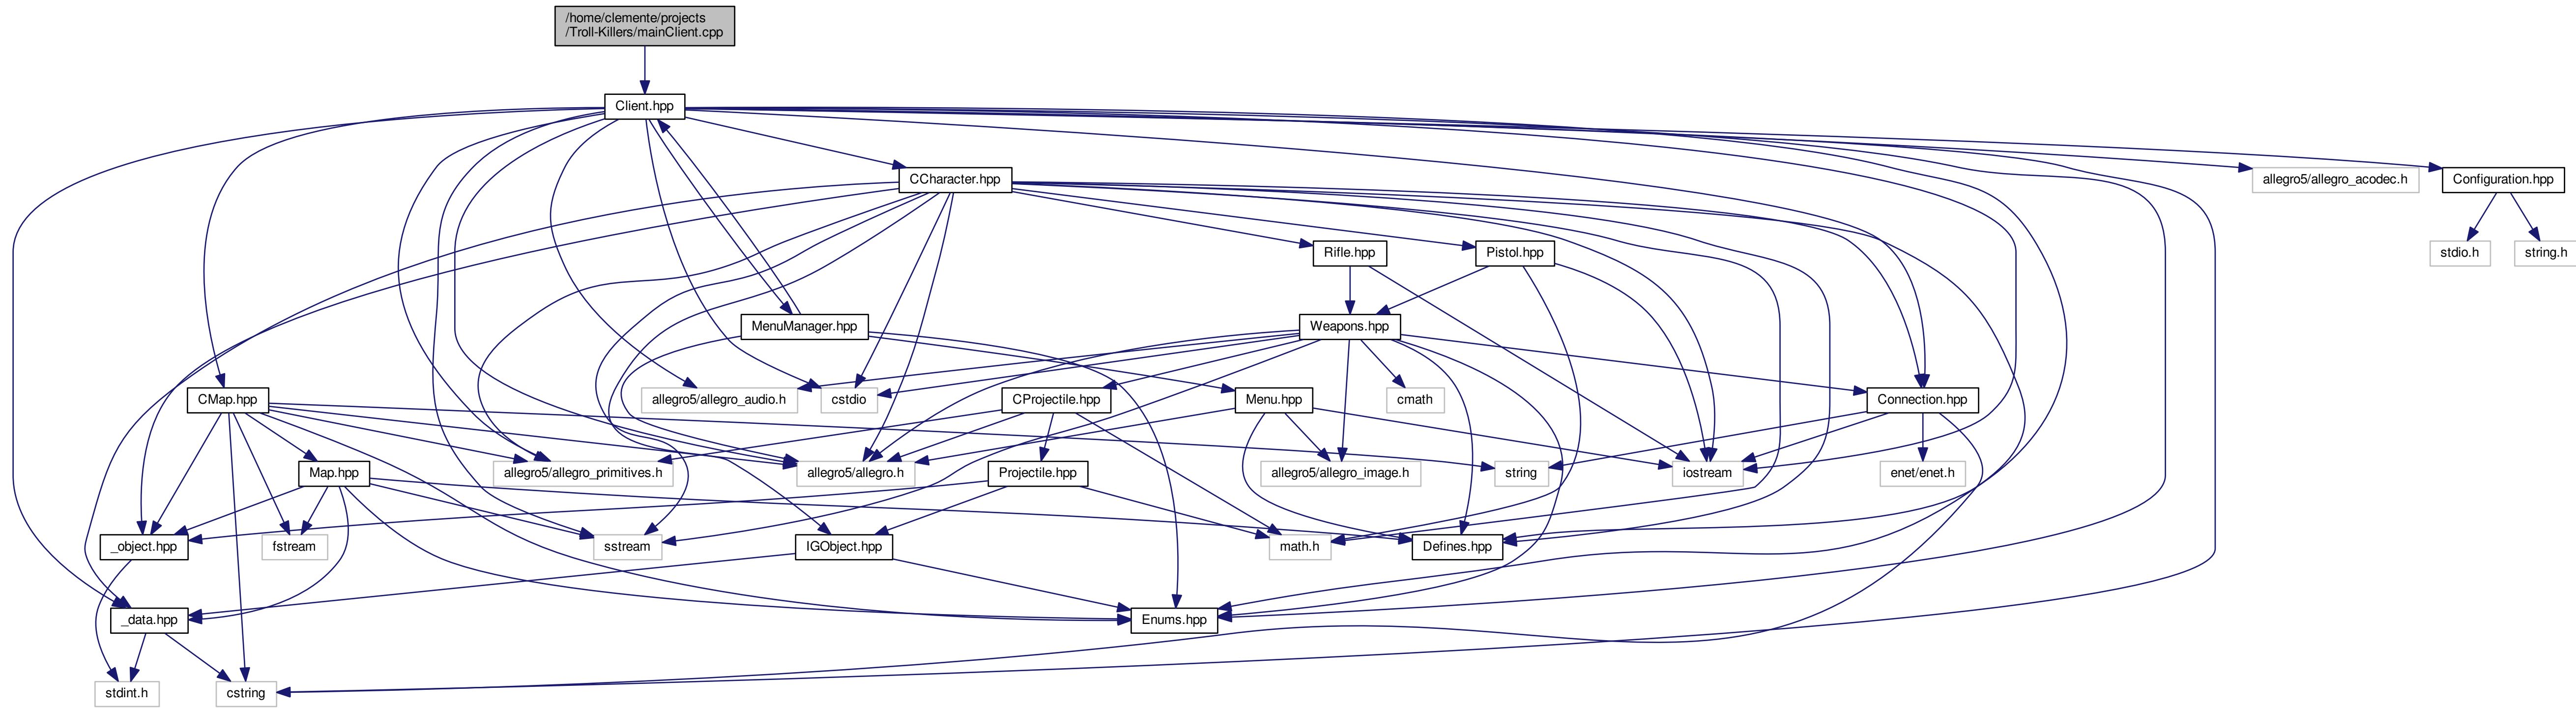 /home/clemente/projects
/Troll-Killers/mainClient.cpp
Client.hpp
CCharacter.hpp
allegro5/allegro_acodec.h
Configuration.hpp
Rifle.hpp
Pistol.hpp
stdio.h
string.h
MenuManager.hpp
Weapons.hpp
CMap.hpp
allegro5/allegro_audio.h
cstdio
CProjectile.hpp
Menu.hpp
cmath
Connection.hpp
Map.hpp
allegro5/allegro_primitives.h
allegro5/allegro.h
Projectile.hpp
allegro5/allegro_image.h
string
iostream
enet/enet.h
_object.hpp
fstream
sstream
IGObject.hpp
math.h
Defines.hpp
_data.hpp
Enums.hpp
stdint.h
cstring